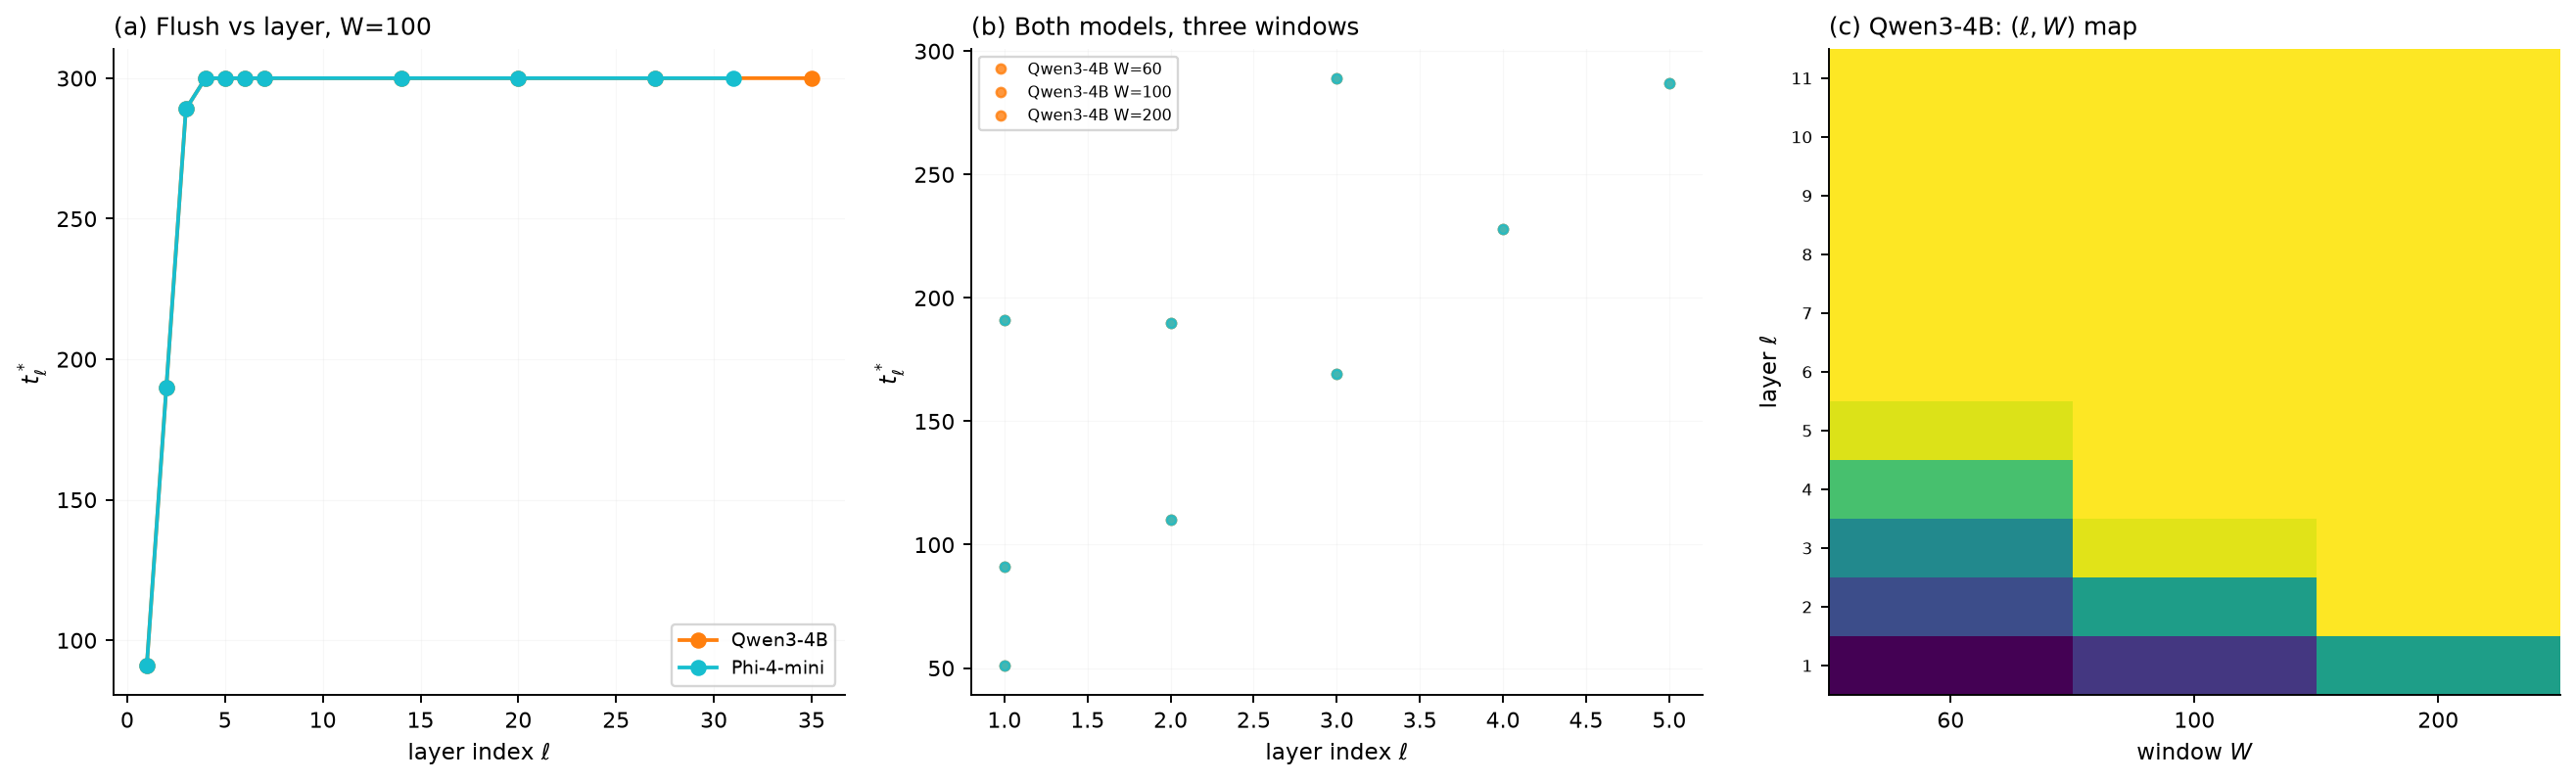 (a) Flush vs layer, W=100
300
250
200
150
100
t*ℓ
0 5 10 15 20 25 30 35
layer index ℓ
Qwen3-4B
Phi-4-mini
(b) Both models, three windows
300
250
200
150
100
50
t*ℓ
Qwen3-4B W=60
Qwen3-4B W=100
Qwen3-4B W=200
1.0 1.5 2.0 2.5 3.0 3.5 4.0 4.5 5.0
layer index ℓ
(c) Qwen3-4B: (ℓ, W) map
11
10
9
8
7
6
5
4
3
2
1
layer ℓ
60 100 200
window W